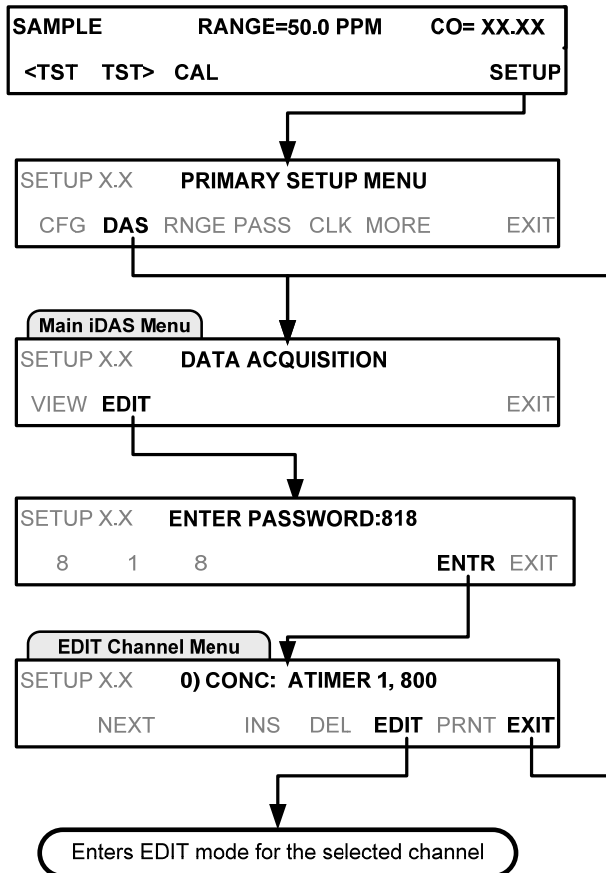 SAMPLE RANGE=50.0 PPM CO= XX.XX
<TST TST> CAL SETUP
SETUP X.X PRIMARY SETUP MENU
CFG DAS RNGE PASS CLK MORE EXIT
Main iDAS Menu
SETUP X.X DATA ACQUISITION
VIEW EDIT EXIT
SETUP X.X ENTER PASSWORD:818
8 1 8 ENTR EXIT
EDIT Channel Menu
SETUP X.X 0) CONC: ATIMER 1, 800
NEXT INS DEL EDIT PRNT EXIT
Enters EDIT mode for the selected channel